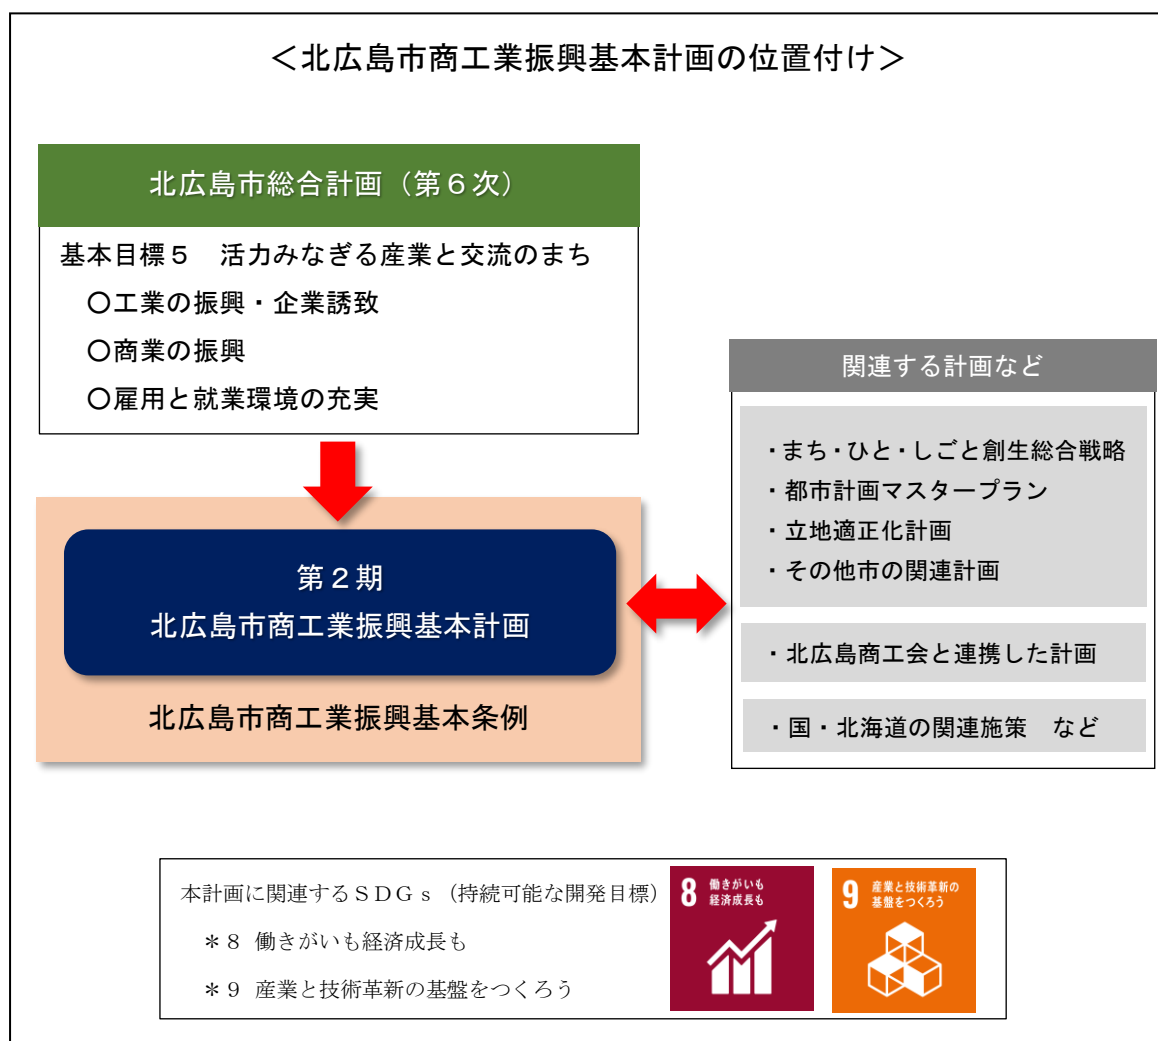 ＜北広島市商工業振興基本計画の位置付け＞
北広島市総合計画（第６次）
基本目標５　活力みなぎる産業と交流のまち
〇工業の振興・企業誘致
〇商業の振興
〇雇用と就業環境の充実
第２期
北広島市商工業振興基本計画
北広島市商工業振興基本条例
関連する計画など
・まち・ひと・しごと創生総合戦略
・都市計画マスタープラン
・立地適正化計画
・その他市の関連計画
・北広島商工会と連携した計画
・国・北海道の関連施策　など
本計画に関連するＳＤＧｓ（持続可能な開発目標）
＊８ 働きがいも経済成長も
＊９ 産業と技術革新の基盤をつくろう
8 働きがいも
経済成長も
9 産業と技術革新の
基盤をつくろう